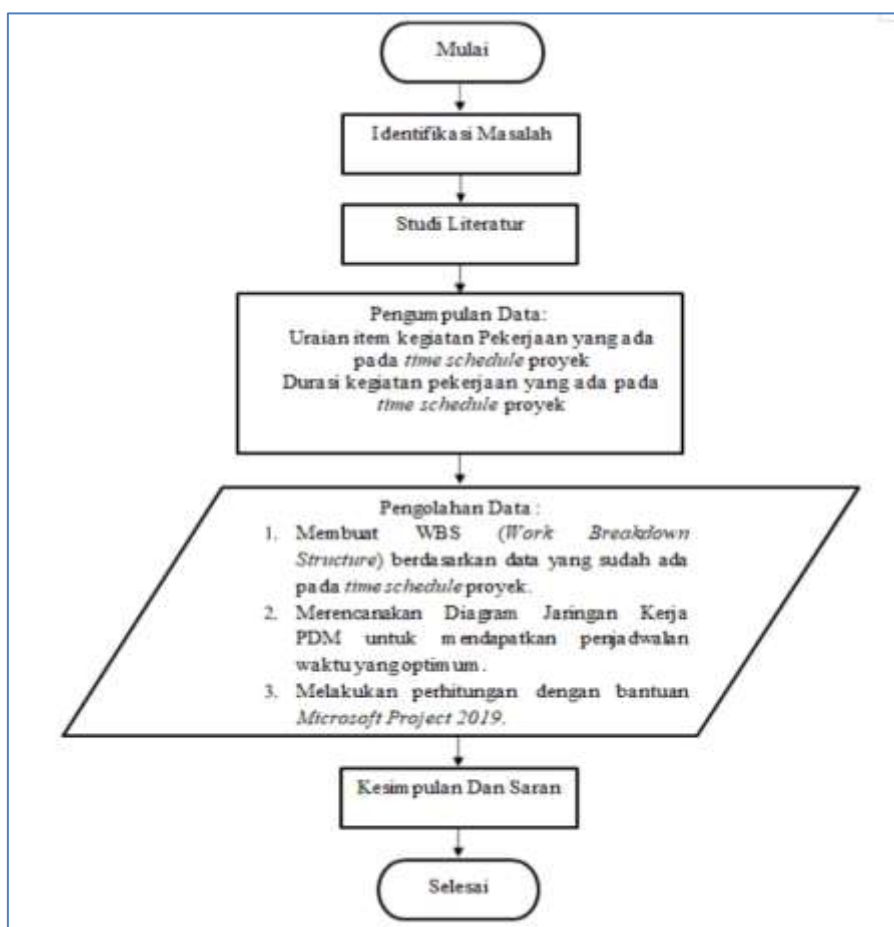 Mulai
Identifikasi Masalah
Studi Literatur
Pengumpulan Data:
Uraian item kegiatan Pekerjaan yang ada
pada time schedule proyek
Durasi kegiatan pekerjaan yang ada pada
time schedule proyek
Pengolahan Data :
1. Membuat WBS (Work Breakdown
Structure) berdasarkan data yang sudah ada
pada time schedule proyek.
2. Merencanakan Diagram Jaringan Kerja
PDM untuk mendapatkan penjadwalan
waktu yang optimum.
3. Melakukan perhitungan dengan bantuan
Microsoft Project 2019.
Kesimpulan Dan Saran
Selesai